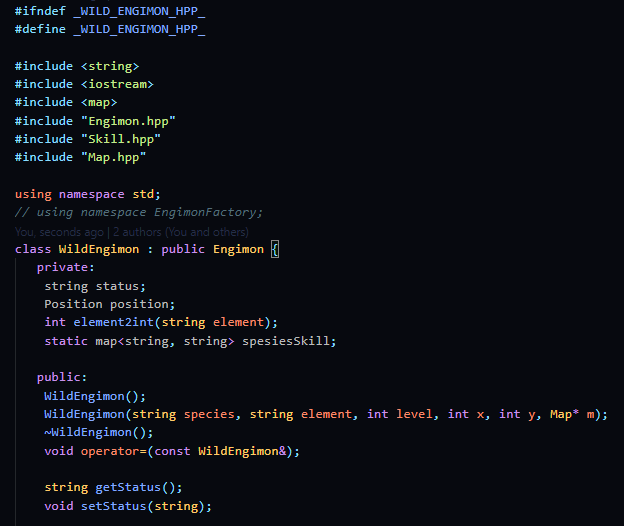 #ifndef _WILD_ENGIMON_HPP_
#define _WILD_ENGIMON_HPP_

#include <string>
#include <iostream>
#include <map>
#include "Engimon.hpp"
#include "Skill.hpp"
#include "Map.hpp"

using namespace std;
// using namespace EngimonFactory;
You, seconds ago | 2 authors (You and others)
class WildEngimon : public Engimon {
private:
string status;
Position position;
int element2int(string element);
static map<string, string> spesiesSkill;

public:
WildEngimon();
WildEngimon(string species, string element, int level, int x, int y, Map* m);
~WildEngimon();
void operator=(const WildEngimon&);

string getStatus();
void setStatus(string);